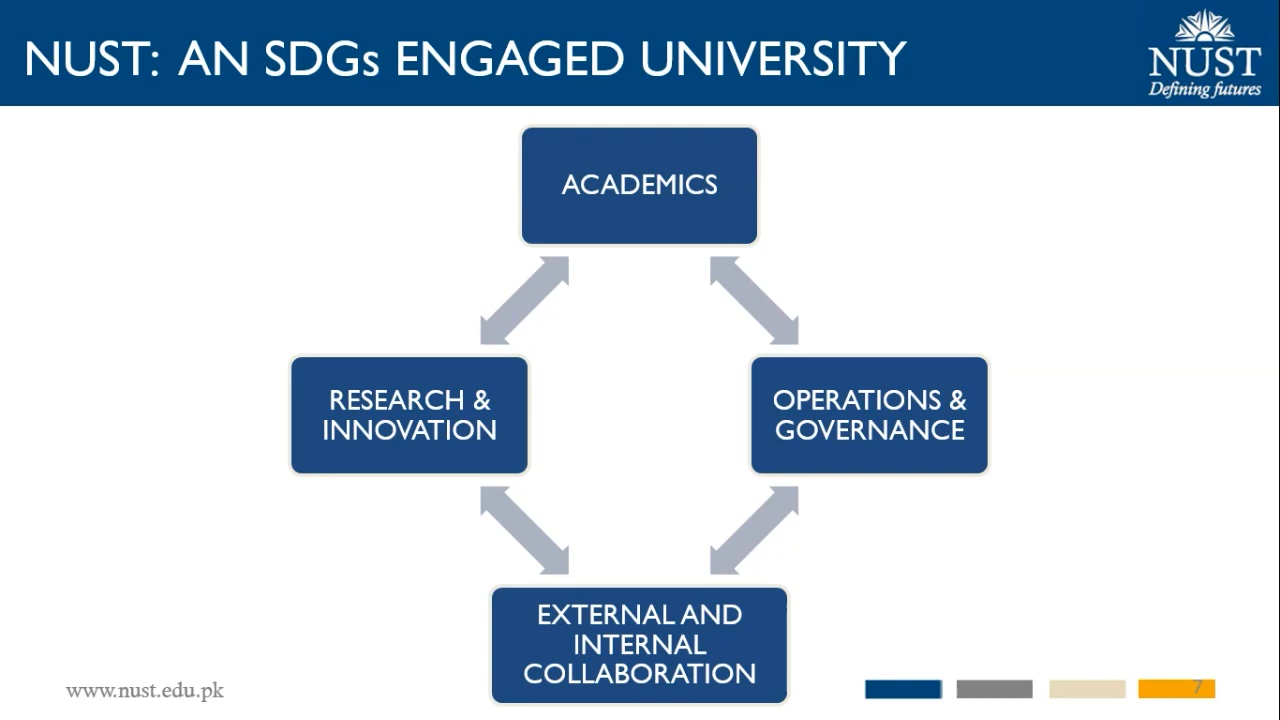 NUST: AN SDGs ENGAGED UNIVERSITY
NUST
Defining futures
ACADEMICS
RESEARCH &
INNOVATION
OPERATIONS &
GOVERNANCE
EXTERNAL AND
INTERNAL
COLLABORATION
www.nust.edu.pk
7